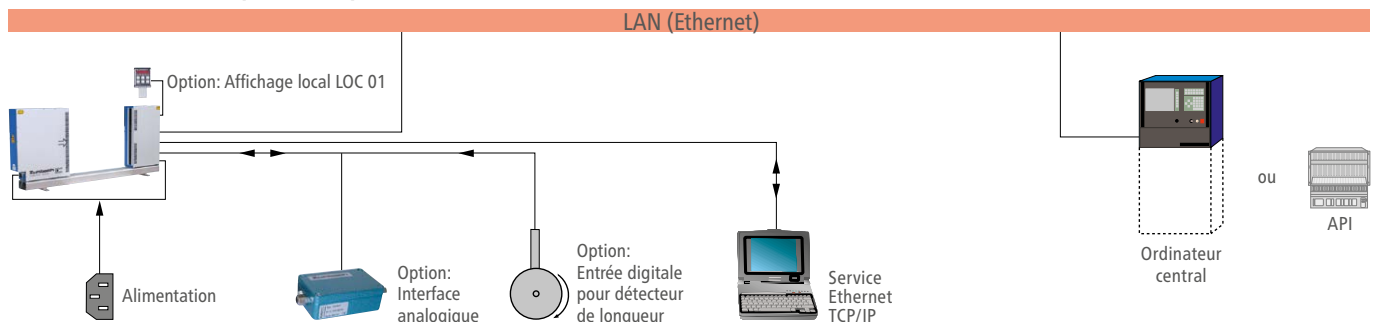 LAN (Ethernet)
Option: Affichage local LOC 01
ou
API
Ordinateur
central
Alimentation
Option:
Interface
analogique
Option:
Entrée digitale
pour détecteur
de longueur
Service
Ethernet
TCP/IP